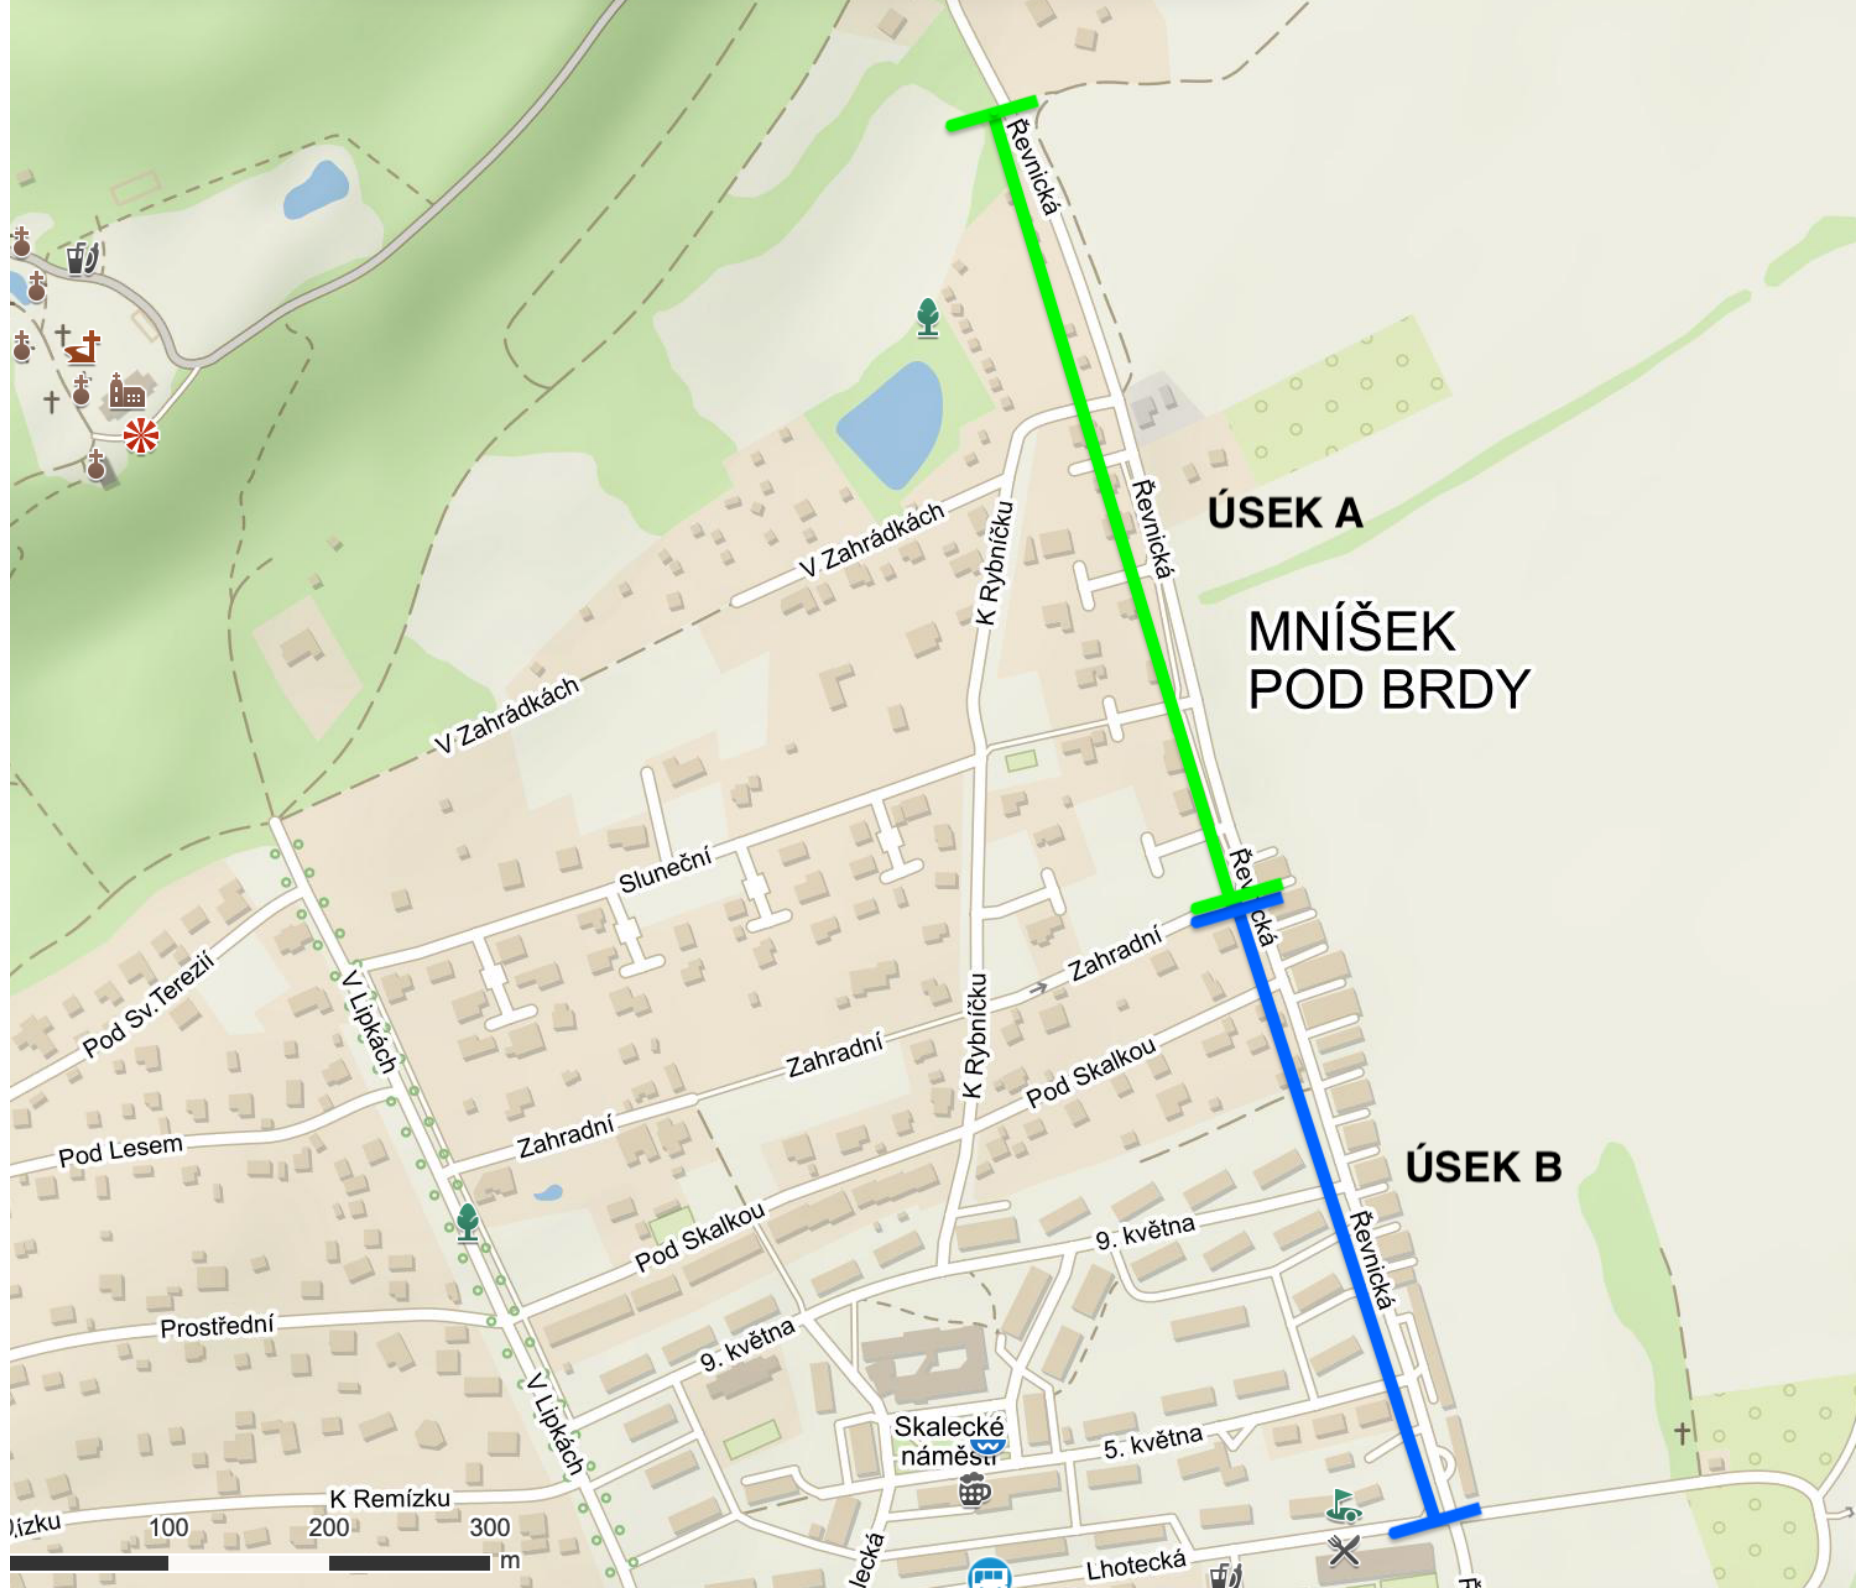 Řevnická
V Zahrádkách
K Rybníčku
Řevnická
ÚSEK A
MNÍŠEK
POD BRDY
V Zahrádkách
Sluneční
Řevnická
Zahradní
Pod Sv. Terezií
V Lipkách
K Rybníčku
Zahradní
Pod Skalkou
Zahradní
Pod Lesem
ÚSEK B
Pod Skalkou
9. května
Řevnická
Prostřední
9. května
V Lipkách
Skalecké
náměstí
5. května
K Remízku
100 200 300
m
Lhotecká